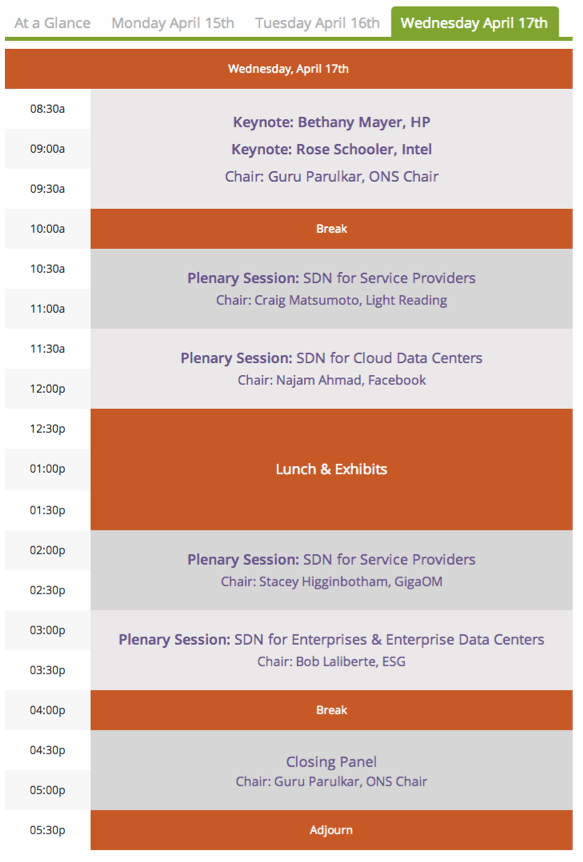 At a Glance Monday April 15th Tuesday April 16th Wednesday April 17th
Wednesday, April 17th
08:30a
Keynote: Bethany Mayer, HP
09:00a
Keynote: Rose Schooler, Intel
09:30a
Chair: Guru Parulkar, ONS Chair
10:00a Break
10:30a
Plenary Session: SDN for Service Providers
11:00a
Chair: Craig Matsumoto, Light Reading
11:30a
Plenary Session: SDN for Cloud Data Centers
12:00p
Chair: Najam Ahmad, Facebook
12:30p
01:00p Lunch & Exhibits
01:30p
02:00p
Plenary Session: SDN for Service Providers
02:30p
Chair: Stacey Higginbotham, GigaOM
03:00p
Plenary Session: SDN for Enterprises & Enterprise Data Centers
03:30p
Chair: Bob Laliberte, ESG
04:00p Break
04:30p
Closing Panel
05:00p
Chair: Guru Parulkar, ONS Chair
05:30p Adjourn